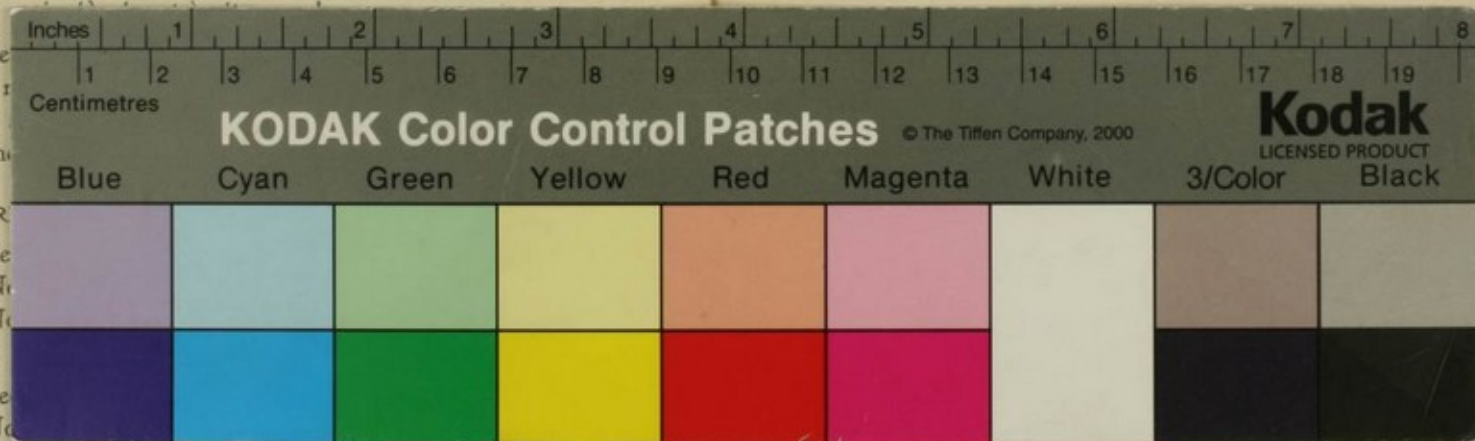 Inches 1 2 3 4 5 6 7 8
1 2 3 4 5 6 7 8 9 10 11 12 13 14 15 16 17 18 19
Centimetres
KODAK Color Control Patches © The Tiffen Company, 2000
Kodak
LICENSED PRODUCT
Blue Cyan Green Yellow Red Magenta White 3/Color Black